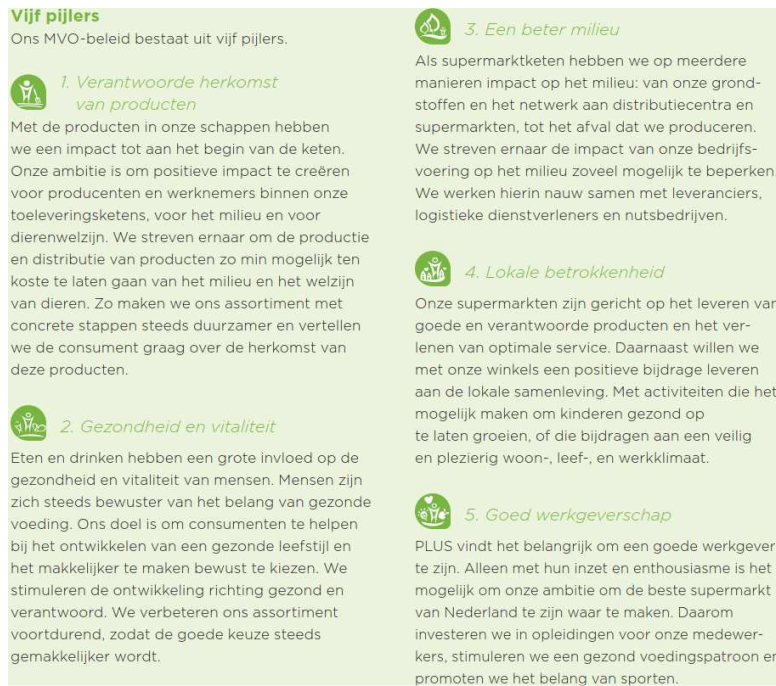 Vijf pijlers
Ons MVO-beleid bestaat uit vijf pijlers.
1. Verantwoorde herkomst
van producten
Met de producten in onze schappen hebben
we een impact tot aan het begin van de keten.
Onze ambitie is om positieve impact te creëren
voor producenten en werknemers binnen onze
toeleveringsketens, voor het milieu en voor
dierenwelzijn. We streven ernaar om de productie
en distributie van producten zo min mogelijk ten
koste te laten gaan van het milieu en het welzijn
van dieren. Zo maken we ons assortiment met
concrete stappen steeds duurzamer en vertellen
we de consument graag over de herkomst van
deze producten.
2. Gezondheid en vitaliteit
Eten en drinken hebben een grote invloed op de
gezondheid en vitaliteit van mensen. Mensen zijn
zich steeds bewuster van het belang van gezonde
voeding. Ons doel is om consumenten te helpen
bij het ontwikkelen van een gezonde leefstijl en
het makkelijker te maken bewust te kiezen. We
stimuleren de ontwikkeling richting gezond en
verantwoord. We verbeteren ons assortiment
voortdurend, zodat de goede keuze steeds
gemakkelijker wordt.
3. Een beter milieu
Als supermarktketen hebben we op meerdere
manieren impact op het milieu: van onze grond-
stoffen en het netwerk aan distributiecentra en
supermarkten, tot het afval dat we produceren.
We streven ernaar de impact van onze bedrijfs-
voering op het milieu zoveel mogelijk te beperken.
We werken hierin nauw samen met leveranciers,
logistieke dienstverleners en nutsbedrijven.
4. Lokale betrokkenheid
Onze supermarkten zijn gericht op het leveren van
goede en verantwoorde producten en het ver-
lenen van optimale service. Daarnaast willen we
met onze winkels een positieve bijdrage leveren
aan de lokale samenleving. Met activiteiten die het
mogelijk maken om kinderen gezond op
te laten groeien, of die bijdragen aan een veilig
en plezierig woon-, leef-, en werkklimaat.
5. Goed werkgeverschap
PLUS vindt het belangrijk om een goede werkgever
te zijn. Alleen met hun inzet en enthousiasme is het
mogelijk om onze ambitie om de beste supermarkt
van Nederland te zijn waar te maken. Daarom
investeren we in opleidingen voor onze medewer-
kers, stimuleren we een gezond voedingspatroon en
promoten we het belang van sporten.